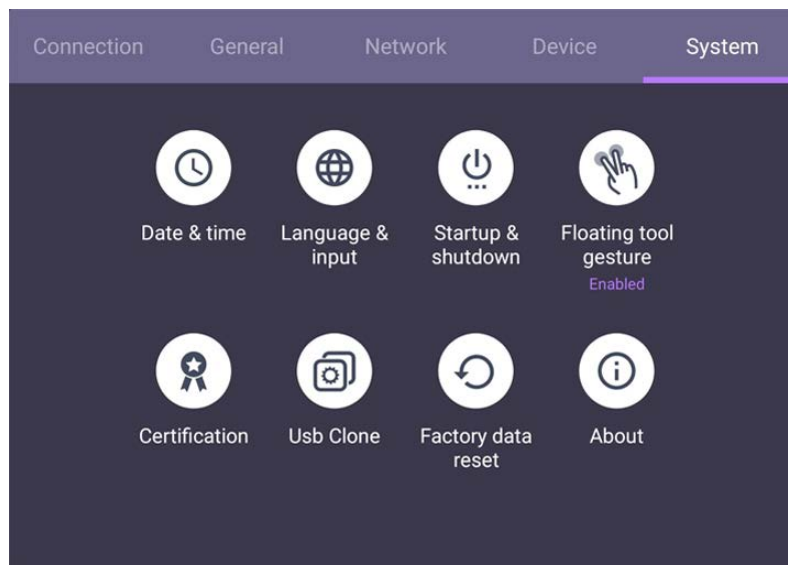 Connection General Network Device System
Date & time Language & Startup & Floating tool
input shutdown gesture
Enabled
Certification Usb Clone Factory data About
reset